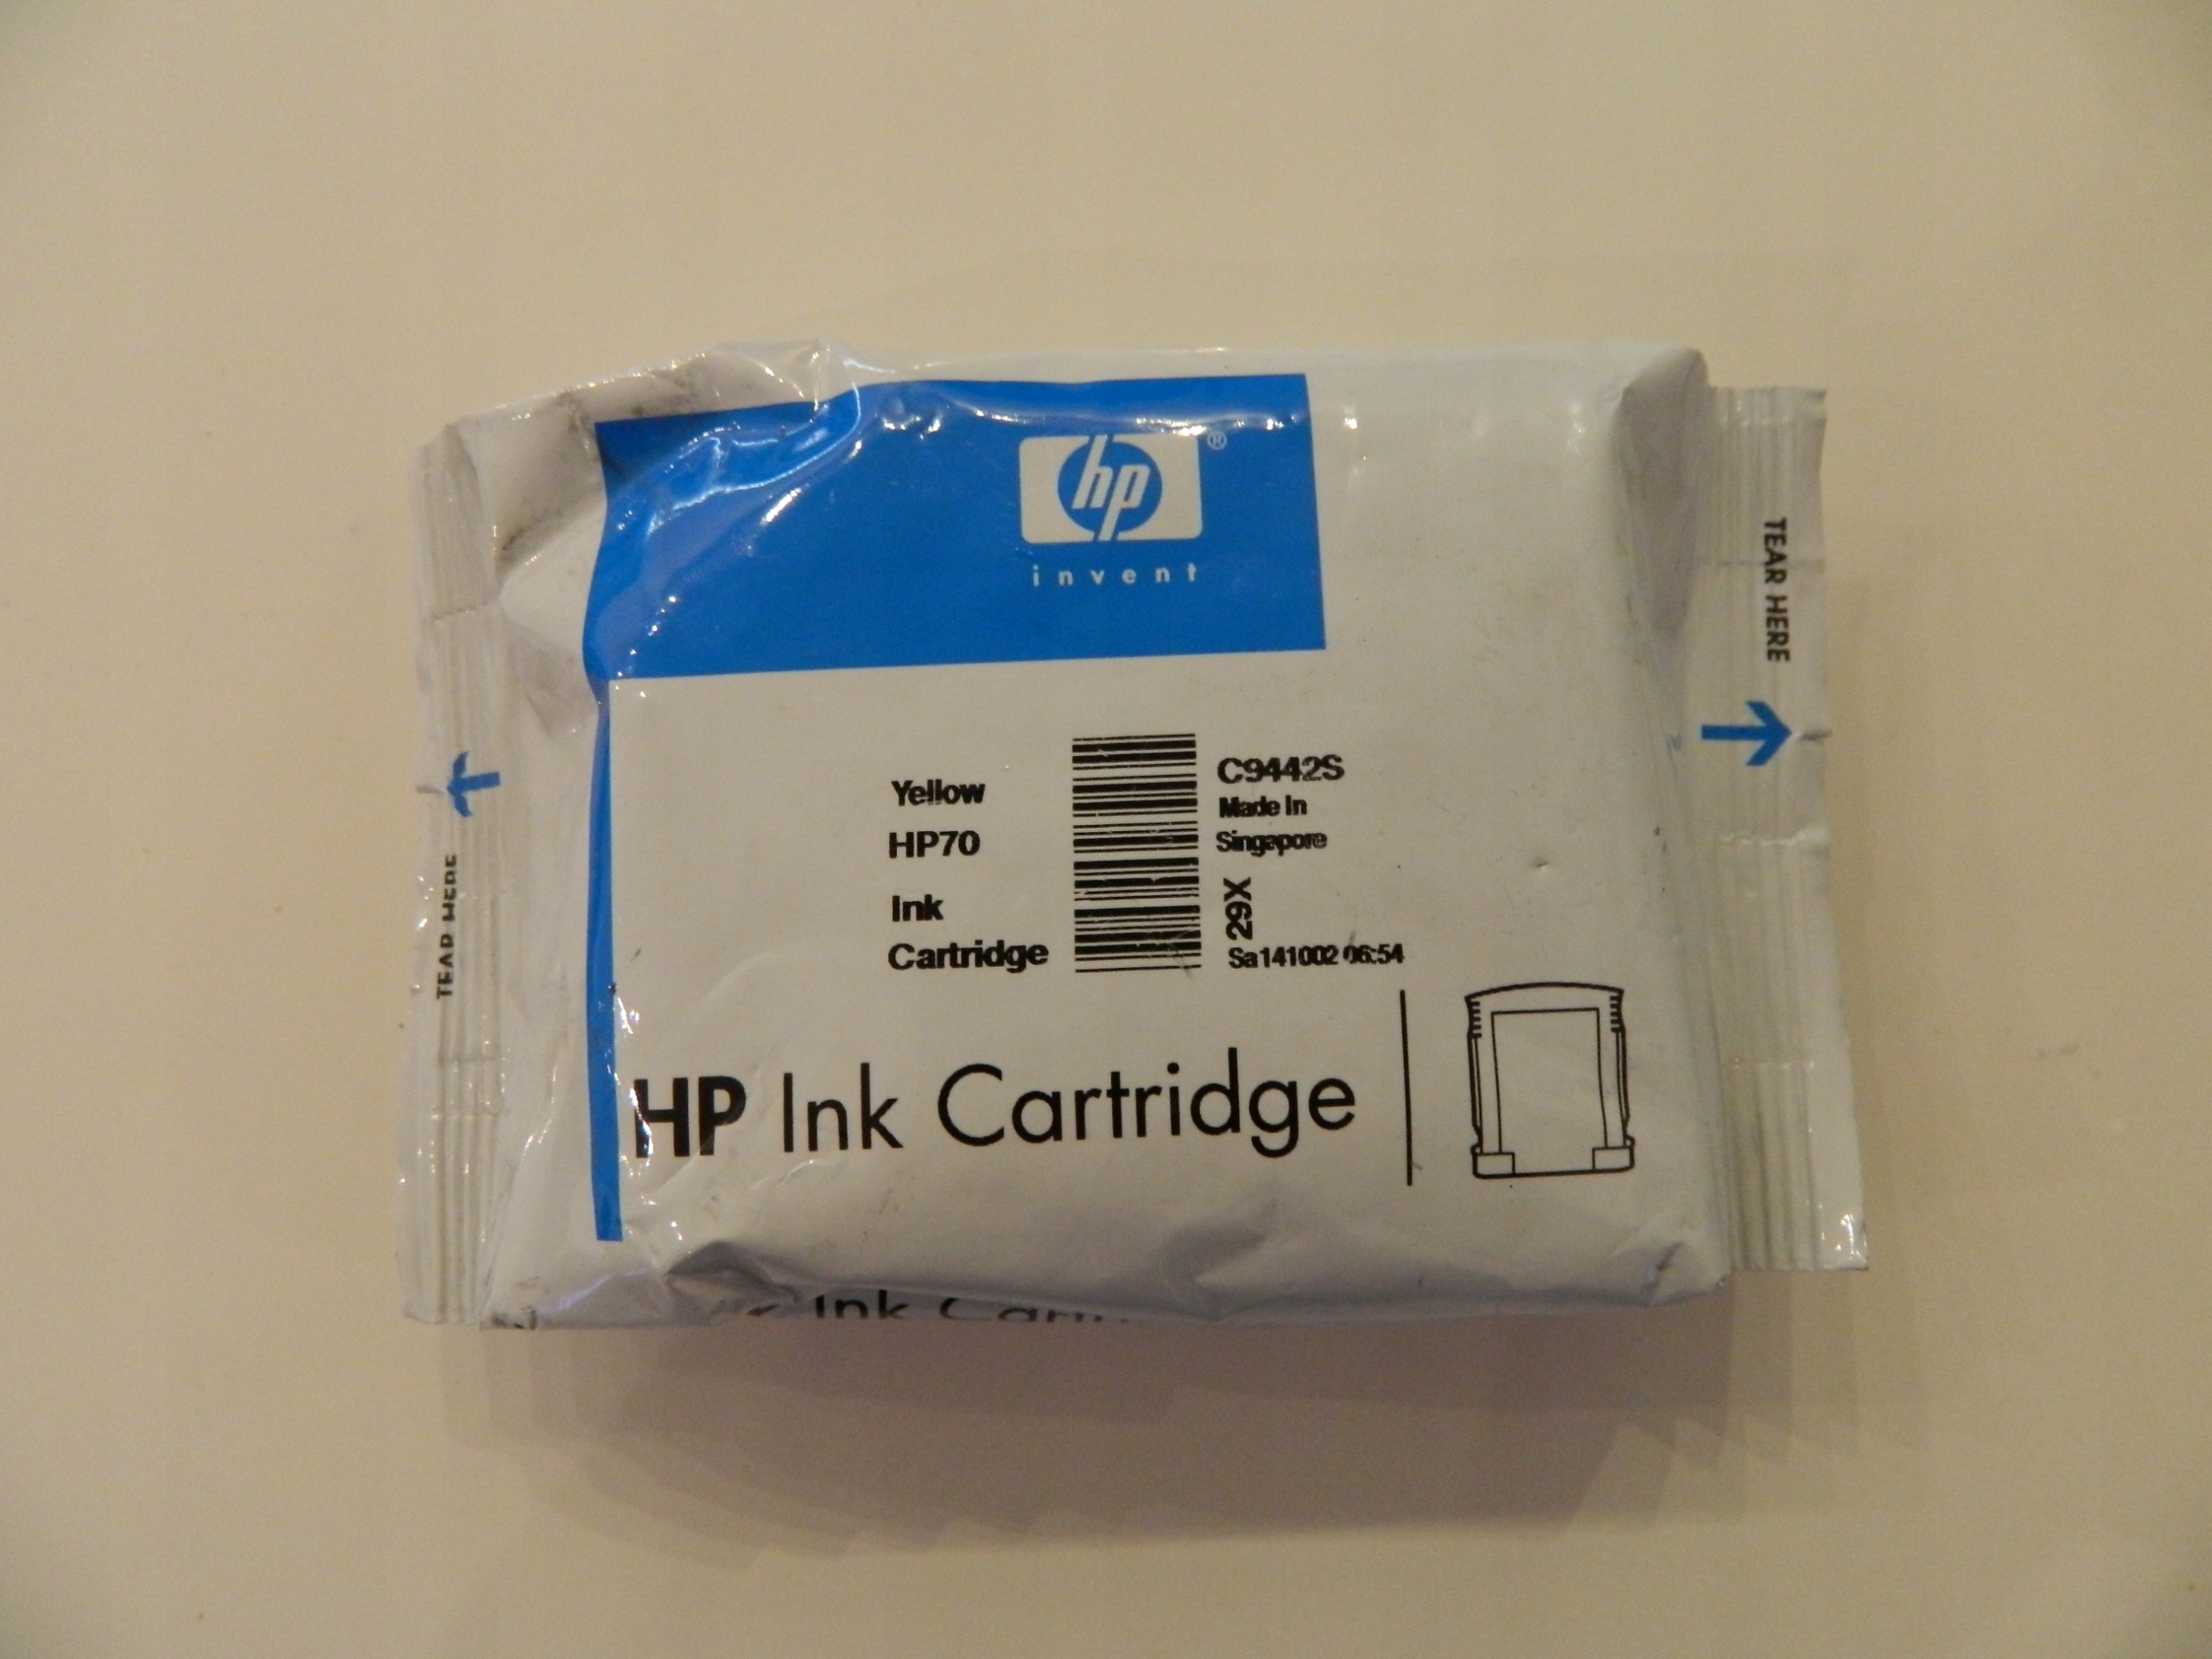 hp®
invent
TEAR HERE
Yellow
HP70
Ink
Cartridge
C9442S
Made In
Singapore
29X
Sa141002 06:54
TEAR HERE
HP Ink Cartridge
Ink